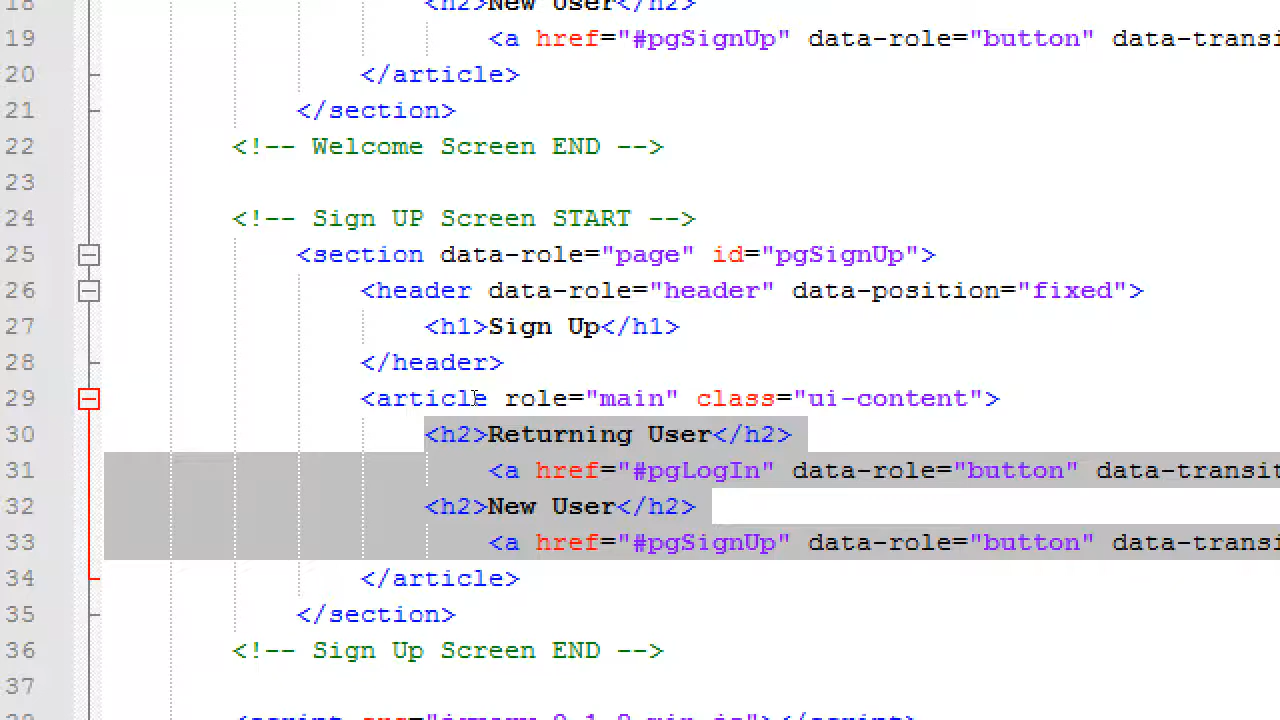 18 <h2>New User</h2>
19 <a href="#pgSignUp" data-role="button" data-transi
20 </article>
21 </section>
22 <!-- Welcome Screen END -->
23
24 <!-- Sign UP Screen START -->
25 <section data-role="page" id="pgSignUp">
26 <header data-role="header" data-position="fixed">
27 <h1>Sign Up</h1>
28 </header>
29 <article role="main" class="ui-content">
30 <h2>Returning User</h2>
31 <a href="#pgLogIn" data-role="button" data-transit
32 <h2>New User</h2>
33 <a href="#pgSignUp" data-role="button" data-transi
34 </article>
35 </section>
36 <!-- Sign Up Screen END -->
37
38 <script